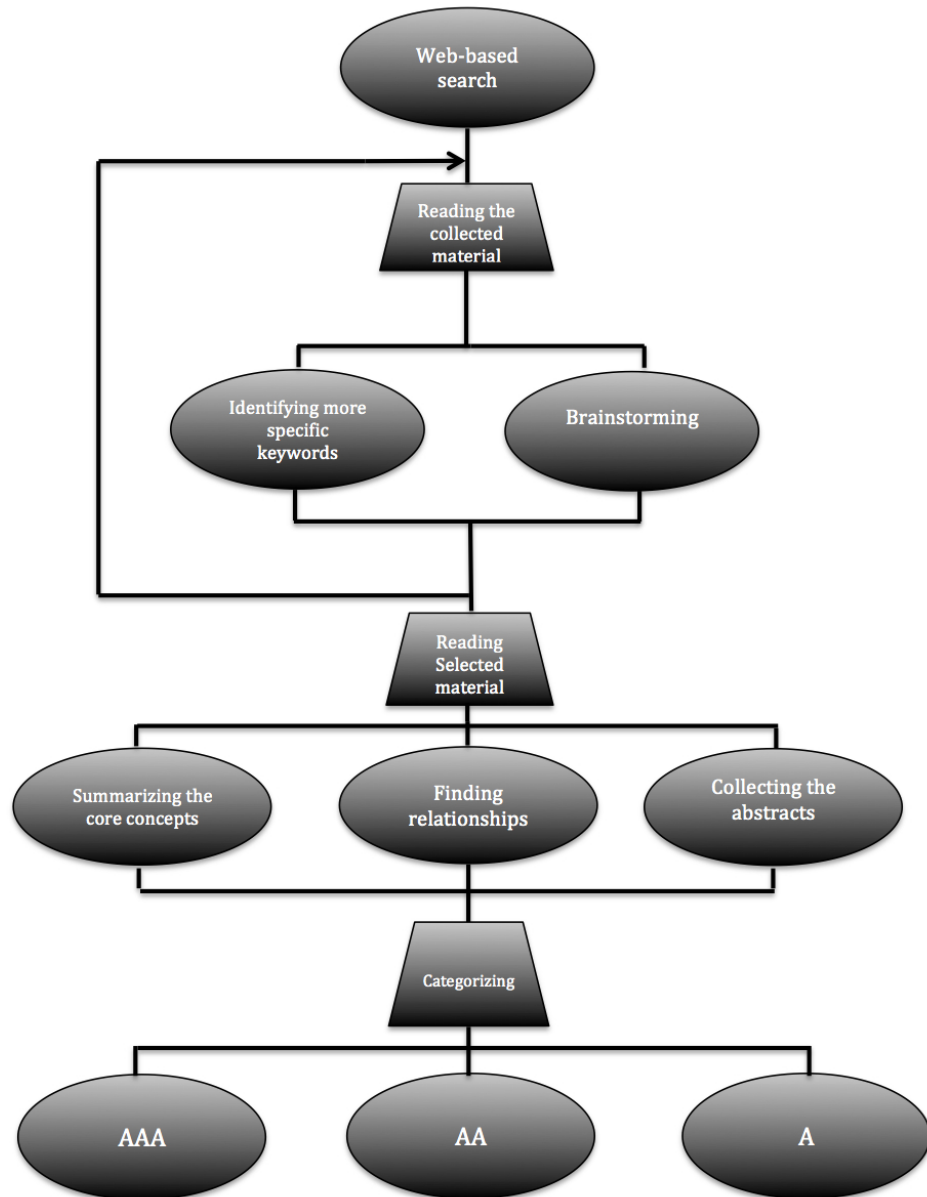 Web-based
search
Reading the
collected
material
Identifying more
specific
keywords
Brainstorming
Reading
Selected
material
Summarizing the
core concepts
Finding
relationships
Collecting the
abstracts
Categorizing
AAA
AA
A